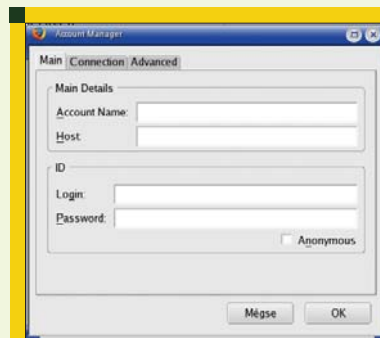 Account Manager
Main Connection Advanced
Main Details
Account Name:
Host:
ID
Login:
Password:
Anonymous
Mégse OK